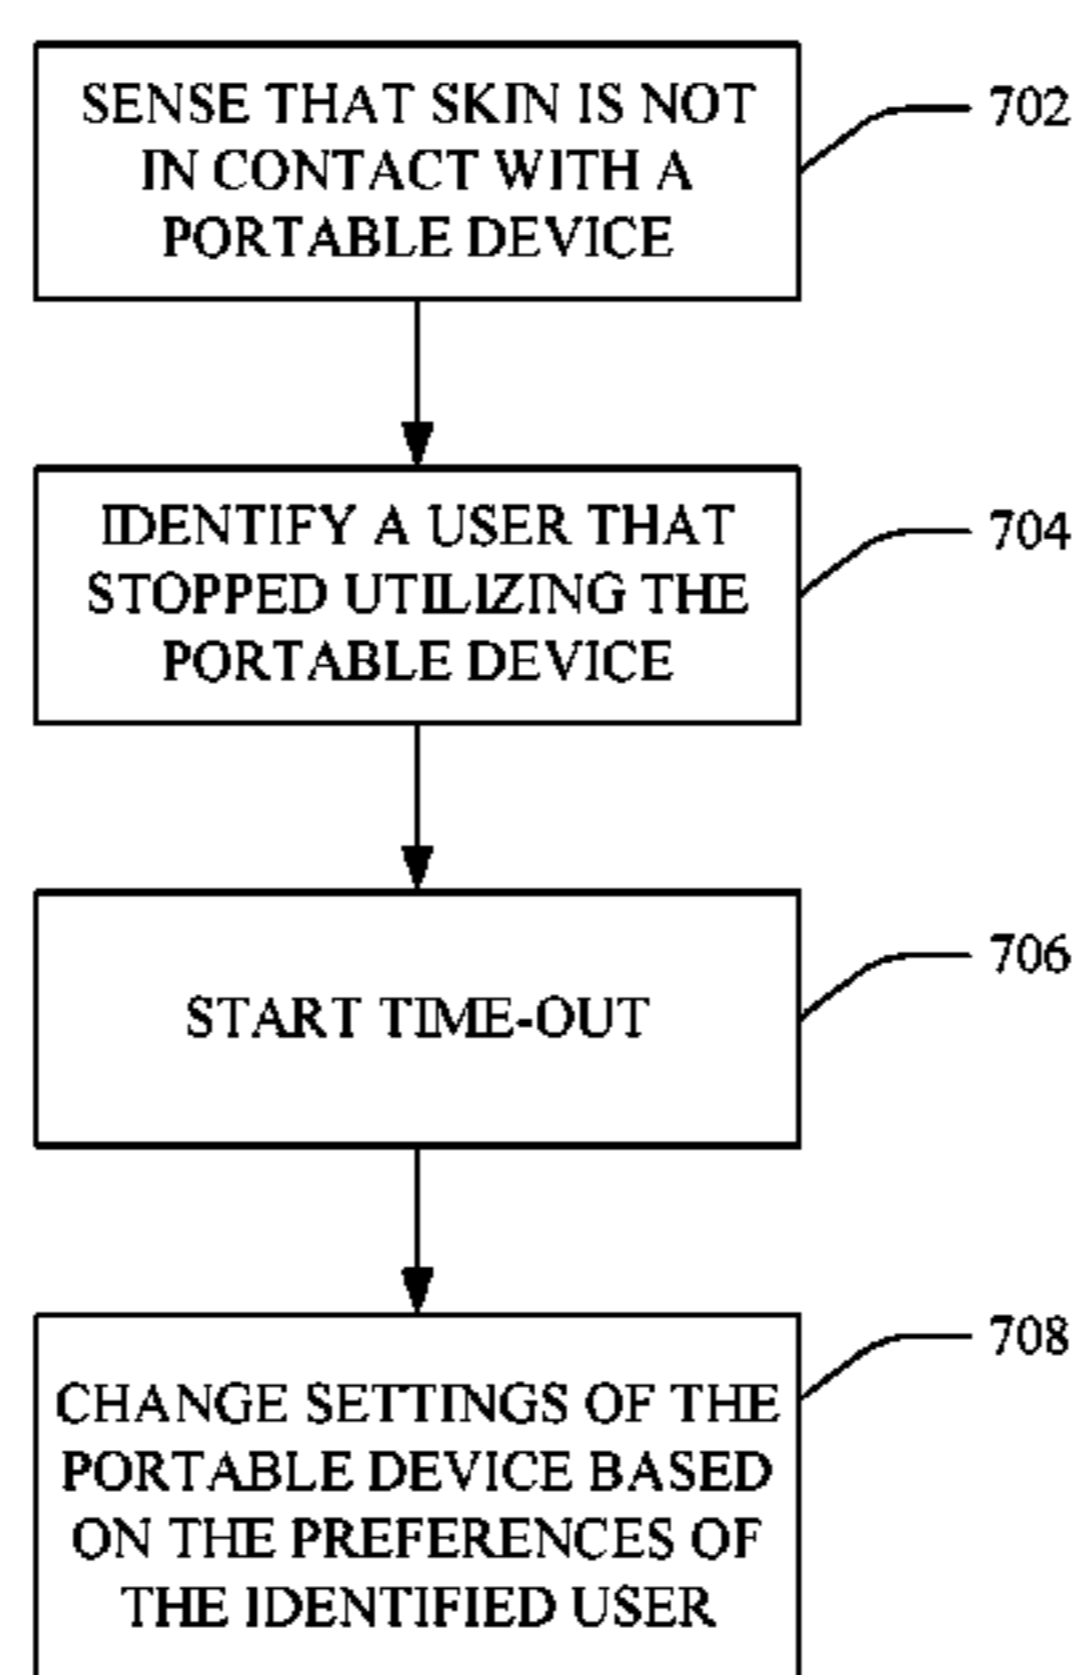 SENSE THAT SKIN IS NOT
IN CONTACT WITH A
PORTABLE DEVICE
702
IDENTIFY A USER THAT
STOPPED UTILIZING THE
PORTABLE DEVICE
704
START TIME-OUT
706
CHANGE SETTINGS OF THE
PORTABLE DEVICE BASED
ON THE PREFERENCES OF
THE IDENTIFIED USER
708